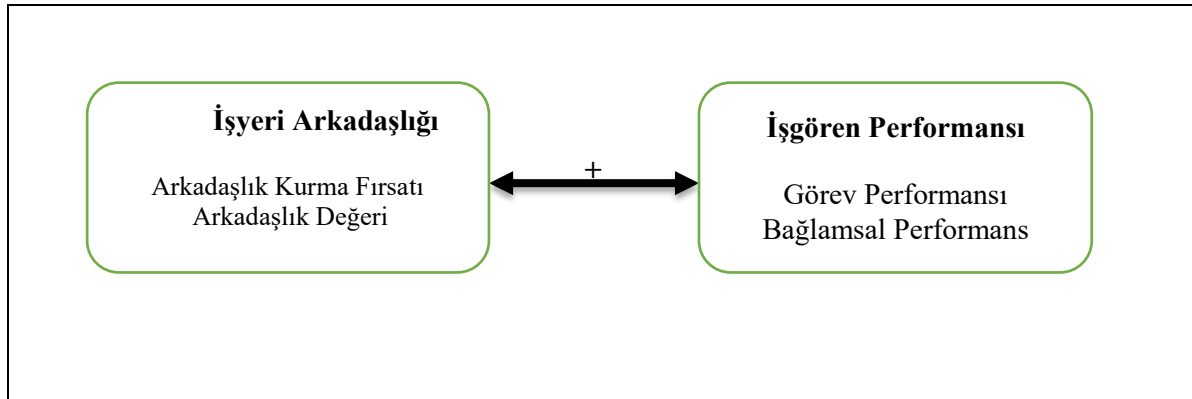 İşyeri Arkadaşlığı
Arkadaşlık Kurma Fırsatı
Arkadaşlık Değeri
+
İşgören Performansı
Görev Performansı
Bağlamsal Performans